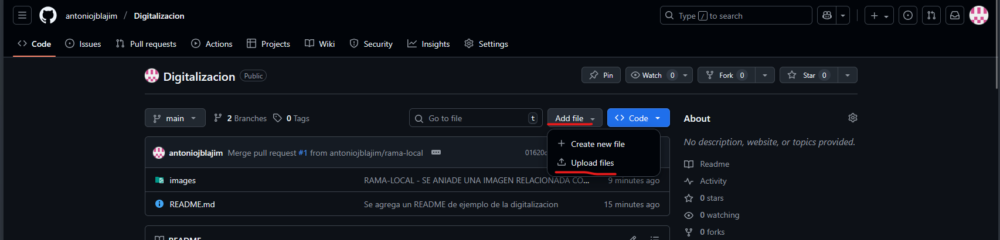 antoniojblajim / Digitalizacion
Type / to search
Code Issues Pull requests Actions Projects Wiki Security Insights Settings
Digitalizacion Public
Pin Watch 0 Fork 0 Star 0
main 2 Branches 0 Tags Go to file t Add file Code
About
Create new file
Upload files
No description, website, or topics provided.
antoniojblajim Merge pull request #1 from antoniojblajim/rama-local
Readme
Activity
images RAMA-LOCAL - SE ANIADE UNA IMAGEN RELACIONADA CO... 9 minutes ago
0 stars
README.md Se agrega un README de ejemplo de la digitalizacion 15 minutes ago
0 watching
0 forks
README